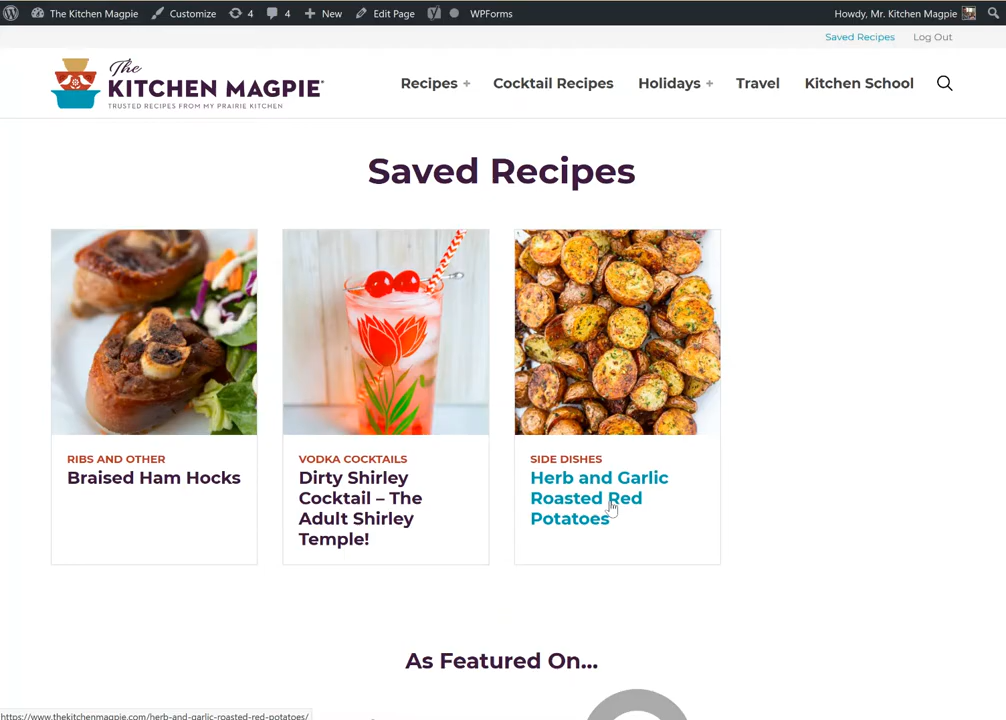 The Kitchen Magpie Customize 4 4 New Edit Page WPForms Howdy, Mr. Kitchen Magpie
Saved Recipes Log Out
The
KITCHEN MAGPIE®
TRUSTED RECIPES FROM MY PRAIRIE KITCHEN
Recipes + Cocktail Recipes Holidays + Travel Kitchen School
Saved Recipes
RIBS AND OTHER
Braised Ham Hocks
VODKA COCKTAILS
Dirty Shirley
Cocktail – The
Adult Shirley
Temple!
SIDE DISHES
Herb and Garlic
Roasted Red
Potatoes
As Featured On...
https://www.thekitchenmagpie.com/herb-and-garlic-roasted-red-potatoes/